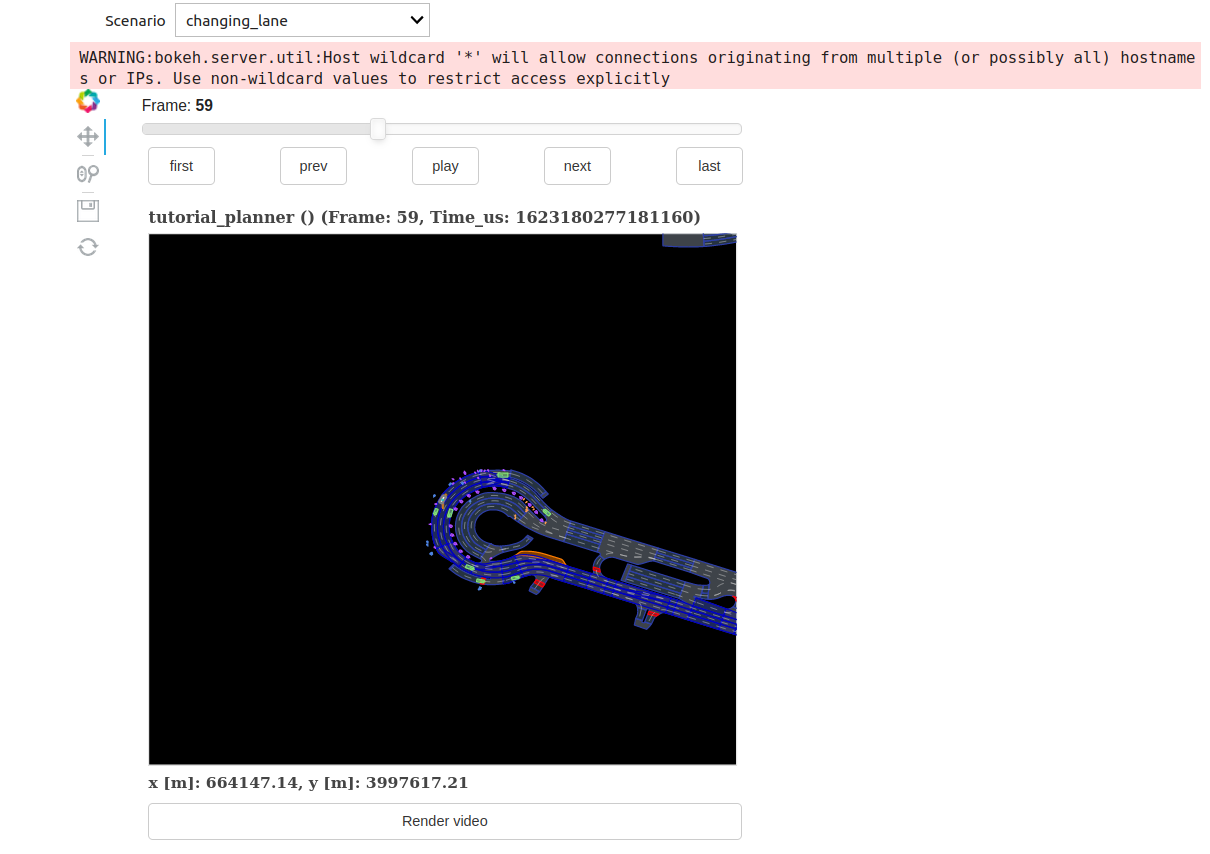 Scenario changing_lane
WARNING:bokeh.server.util:Host wildcard '*' will allow connections originating from multiple (or possibly all) hostname
s or IPs. Use non-wildcard values to restrict access explicitly
Frame: 59
first prev play next last
tutorial_planner () (Frame: 59, Time_us: 1623180277181160)
x [m]: 664147.14, y [m]: 3997617.21
Render video